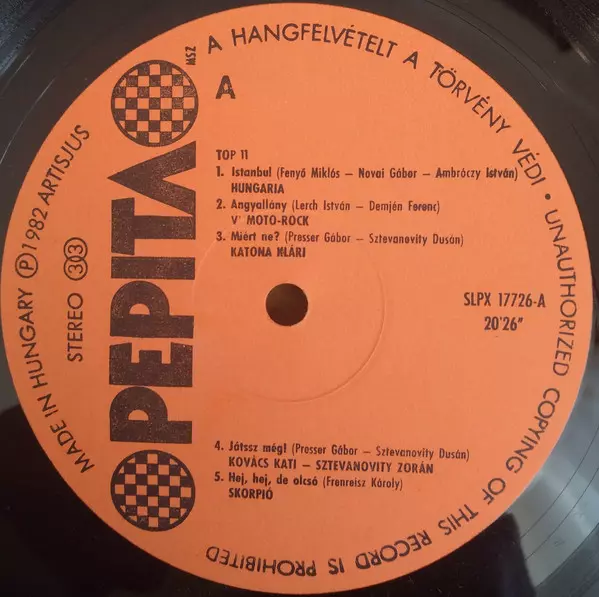 A HANGFELVÉTELT A TÖRVÉNY VÉDI · UNAUTHORIZED COPYING OF THIS RECORD IS PROHIBITED
MADE IN HUNGARY Ⓟ 1982 ARTISJUS
STEREO 33
PEPITA
MSZ
A
TOP 11
1. Istanbul (Fenyő Miklós – Novai Gábor – Ambróczy István)
HUNGARIA
2. Angyallány (Lerch István – Demjén Ferenc)
V' MOTO-ROCK
3. Miért ne? (Presser Gábor – Sztevanovity Dusán)
KATONA KLÁRI
SLPX 17726-A
20'26"
4. Játssz még! (Presser Gábor – Sztevanovity Dusán)
KOVÁCS KATI – SZTEVANOVITY ZORÁN
5. Hej, hej, de olcsó (Frenreisz Károly)
SKORPIÓ